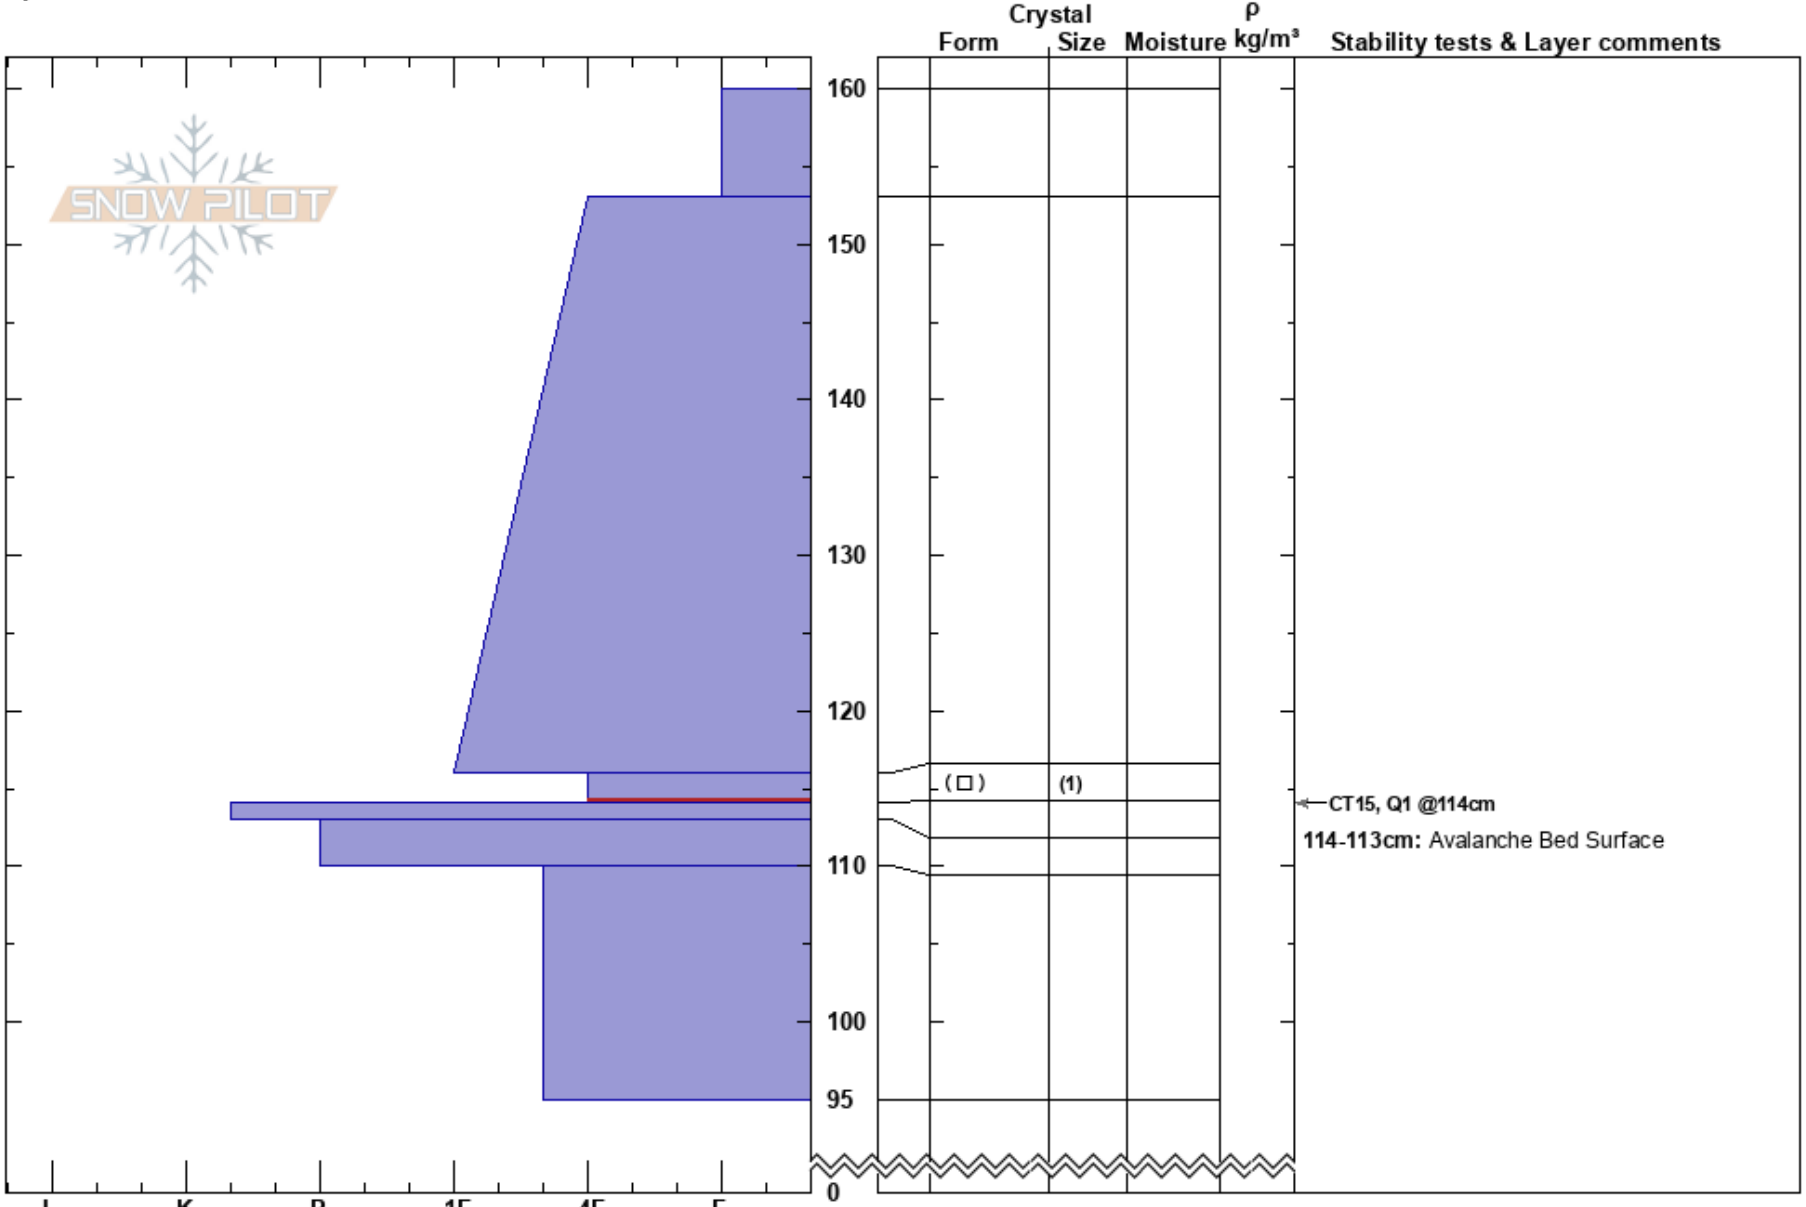 Crystal ρ
Form Size Moisture kg/m³ Stability tests & Layer comments
160
SNOW PILOT
150
140
130
120
(□) (1)
CT15, Q1 @114cm
114-113cm: Avalanche Bed Surface
110
100
95
0